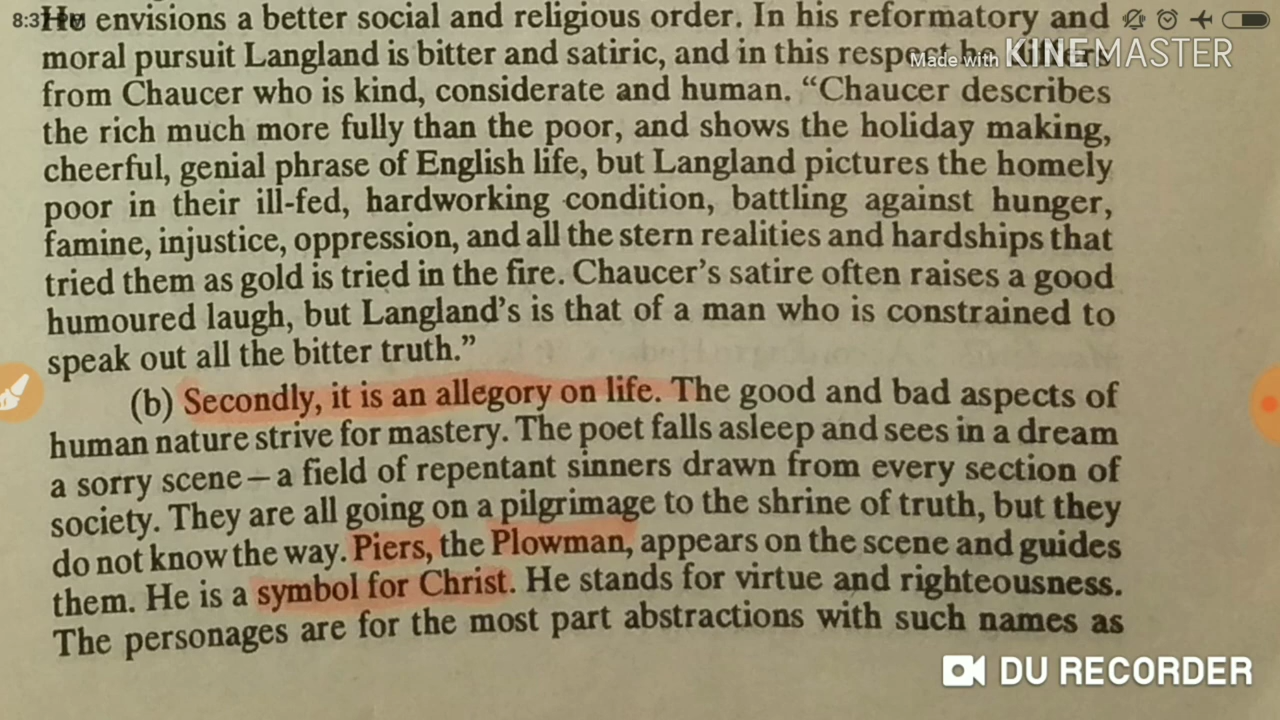 8:37 PM
He envisions a better social and religious order. In his reformatory and
Made with KINEMASTER
moral pursuit Langland is bitter and satiric, and in this respect he differs
from Chaucer who is kind, considerate and human. “Chaucer describes
the rich much more fully than the poor, and shows the holiday making,
cheerful, genial phrase of English life, but Langland pictures the homely
poor in their ill-fed, hardworking condition, battling against hunger,
famine, injustice, oppression, and all the stern realities and hardships that
tried them as gold is tried in the fire. Chaucer’s satire often raises a good
humoured laugh, but Langland’s is that of a man who is constrained to
speak out all the bitter truth.”
(b) Secondly, it is an allegory on life. The good and bad aspects of
human nature strive for mastery. The poet falls asleep and sees in a dream
a sorry scene—a field of repentant sinners drawn from every section of
society. They are all going on a pilgrimage to the shrine of truth, but they
do not know the way. Piers, the Plowman, appears on the scene and guides
them. He is a symbol for Christ. He stands for virtue and righteousness.
The personages are for the most part abstractions with such names as
DU RECORDER